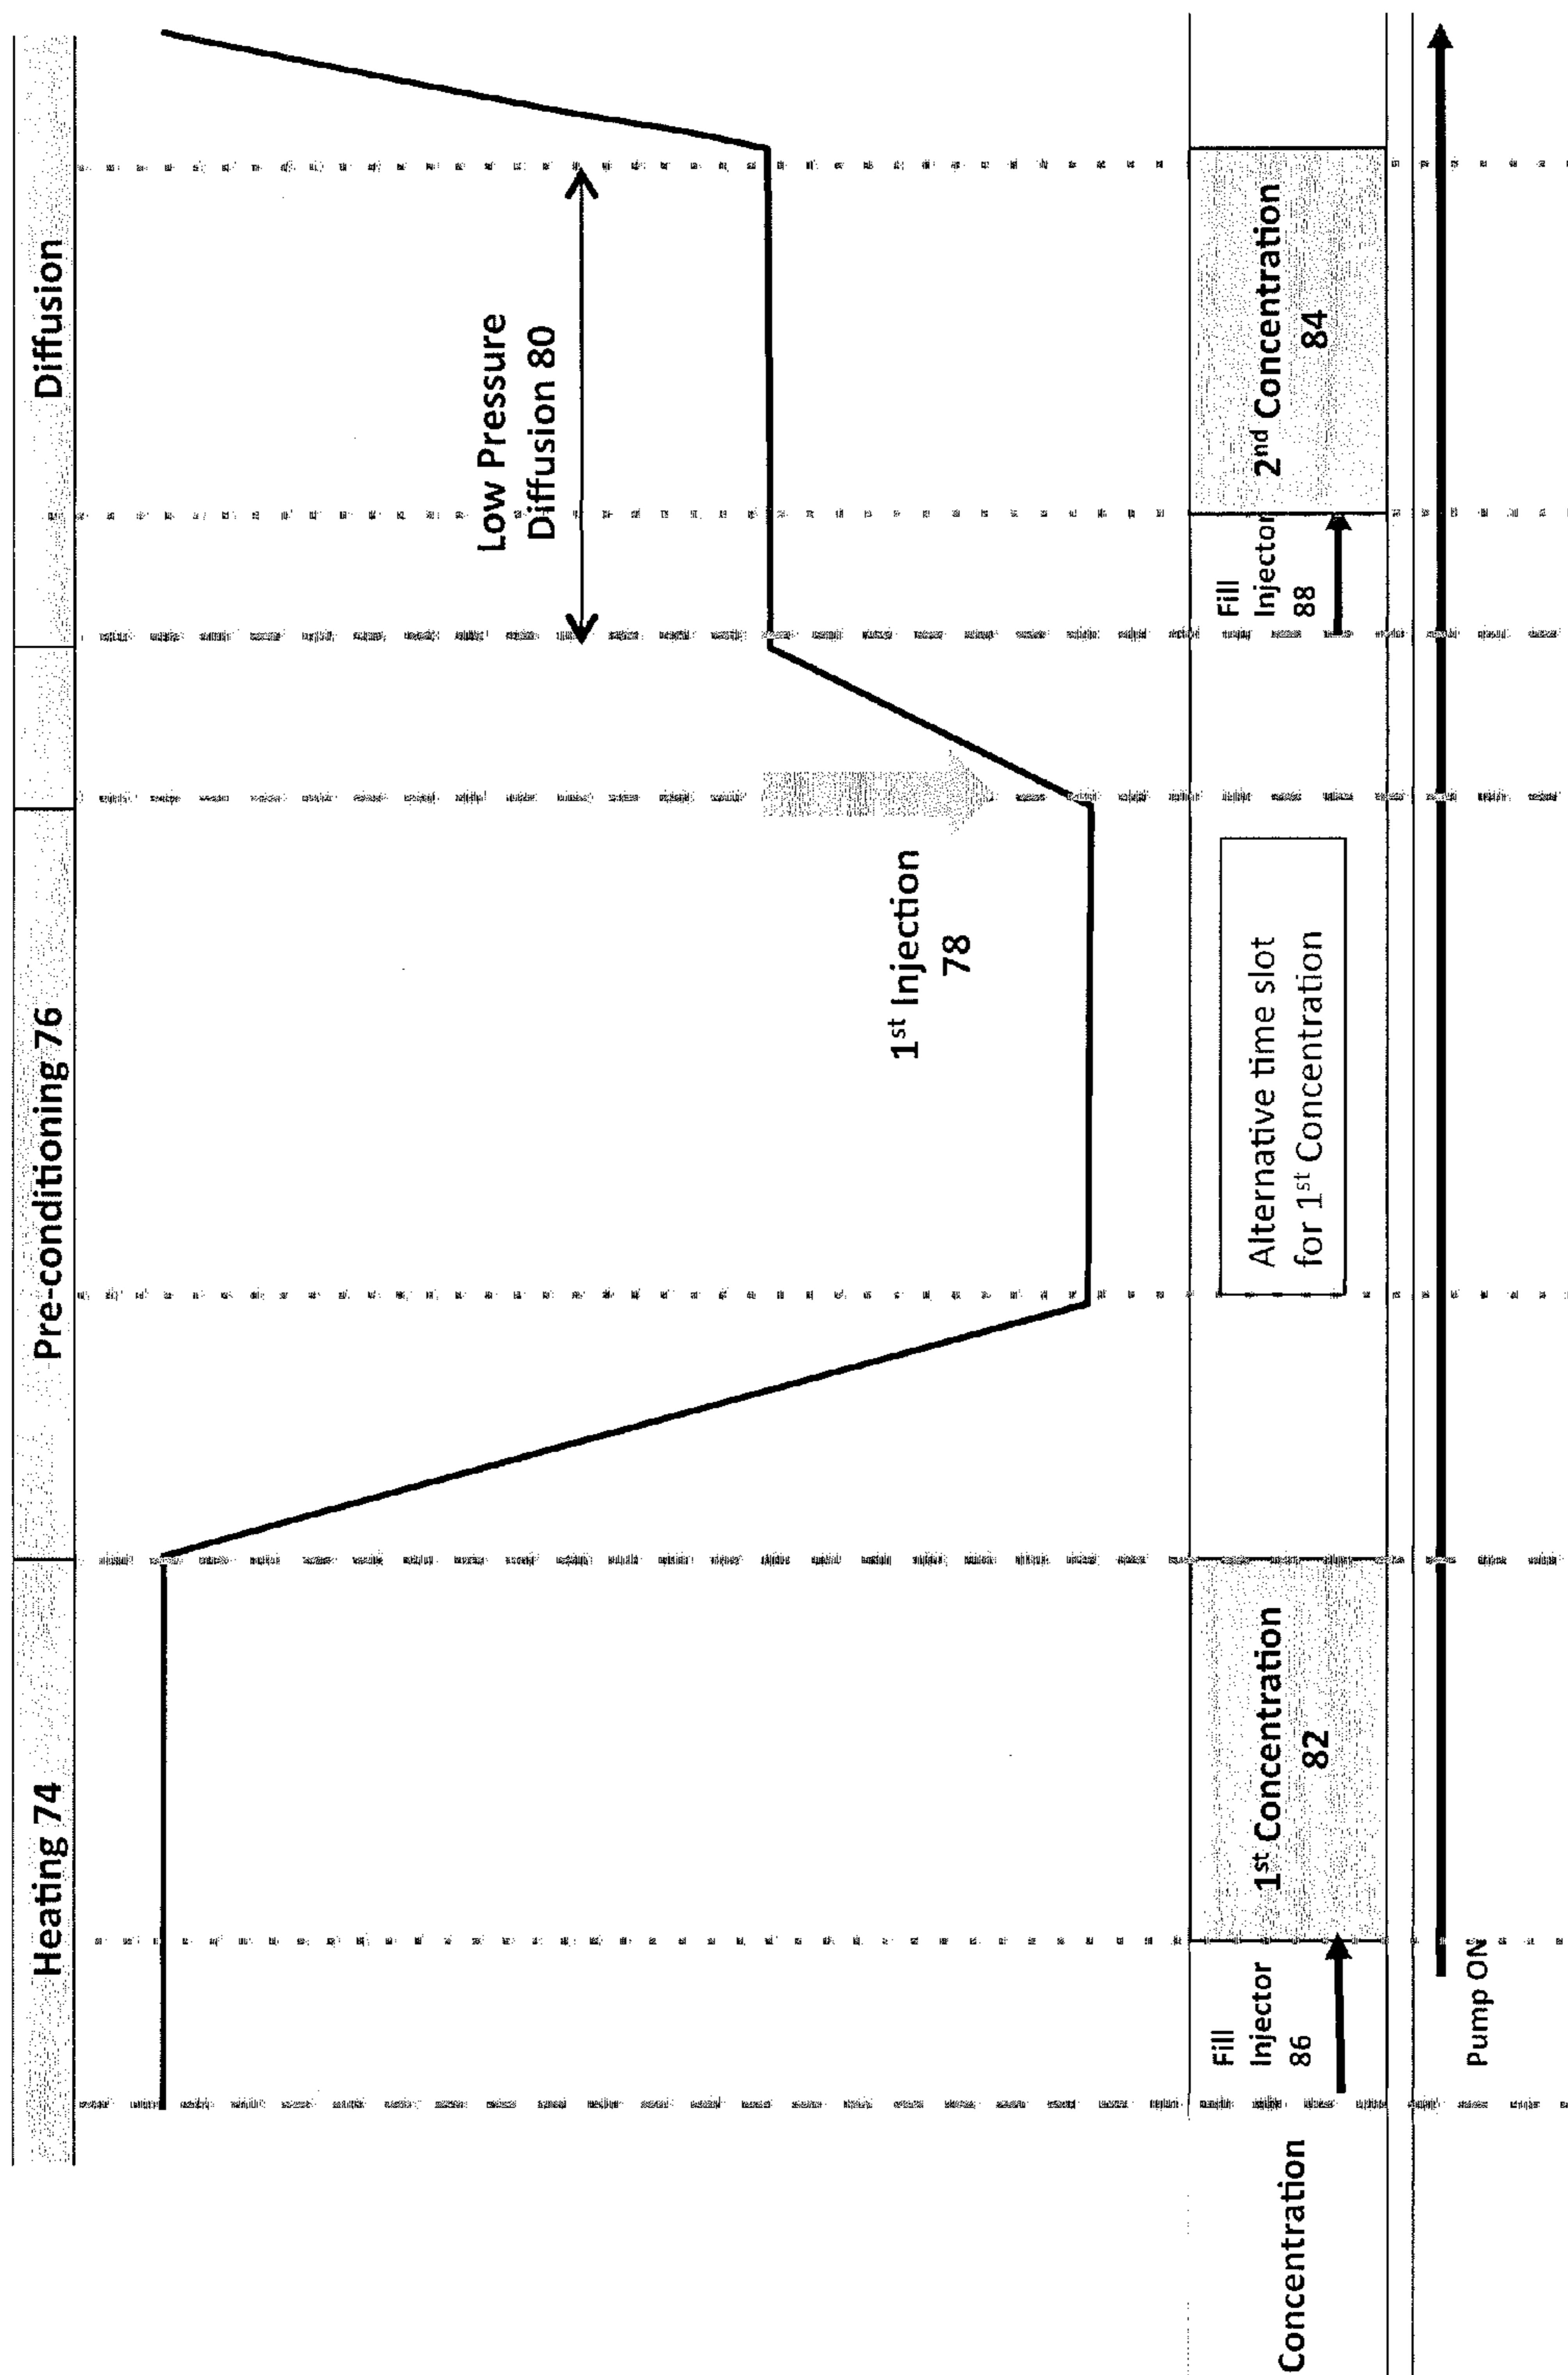 Heating 74
Pre-conditioning 76
Diffusion
Low Pressure
Diffusion 80
1st Injection
78
Concentration
Fill
Injector
86
1st Concentration
82
Alternative time slot
for 1st Concentration
Fill
Injector
88
2nd Concentration
84
Pump ON